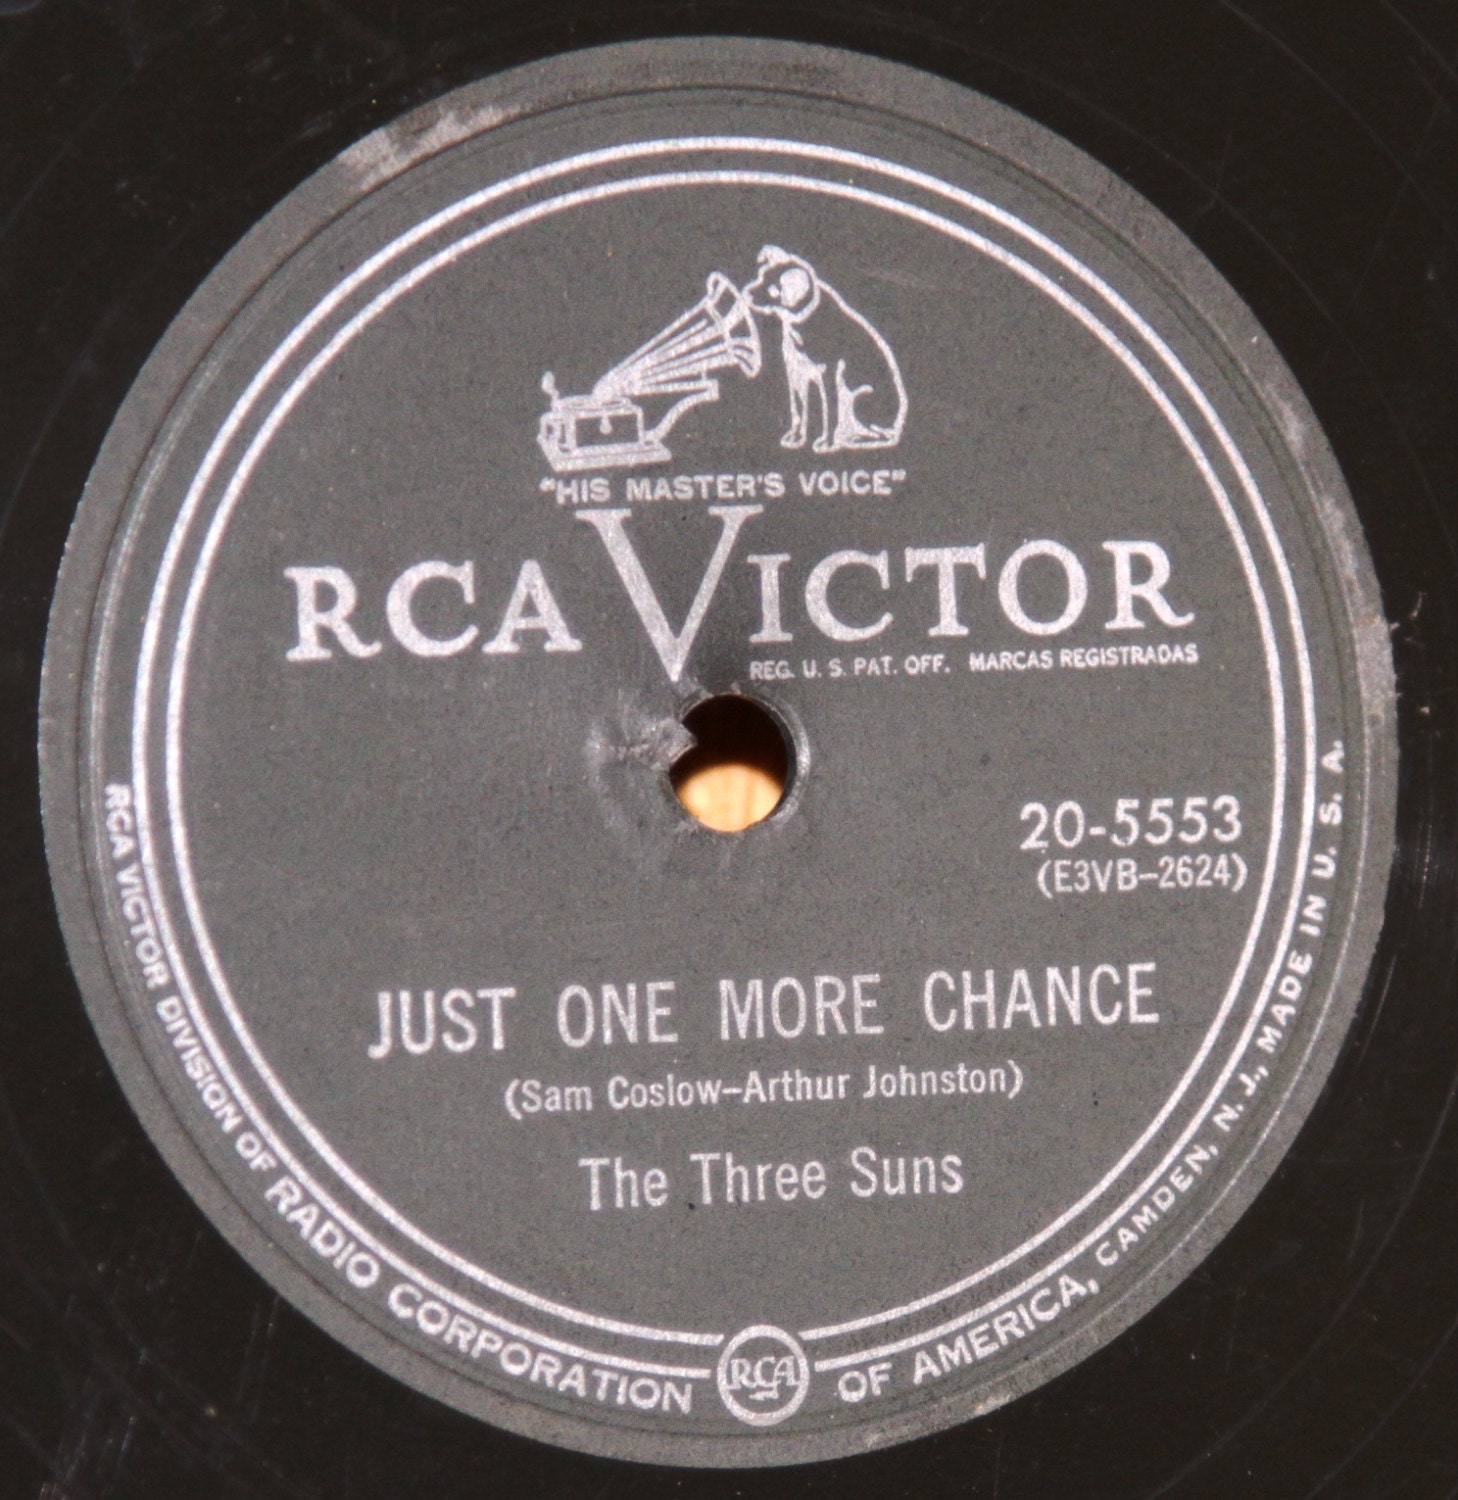 "HIS MASTER'S VOICE"
RCA VICTOR
REG. U. S. PAT. OFF. MARCAS REGISTRADAS
20-5553
(E3VB-2624)
JUST ONE MORE CHANCE
(Sam Coslow-Arthur Johnston)
The Three Suns
RCA VICTOR DIVISION OF RADIO CORPORATION OF AMERICA, CAMDEN, N. J., MADE IN U. S. A.
RCA